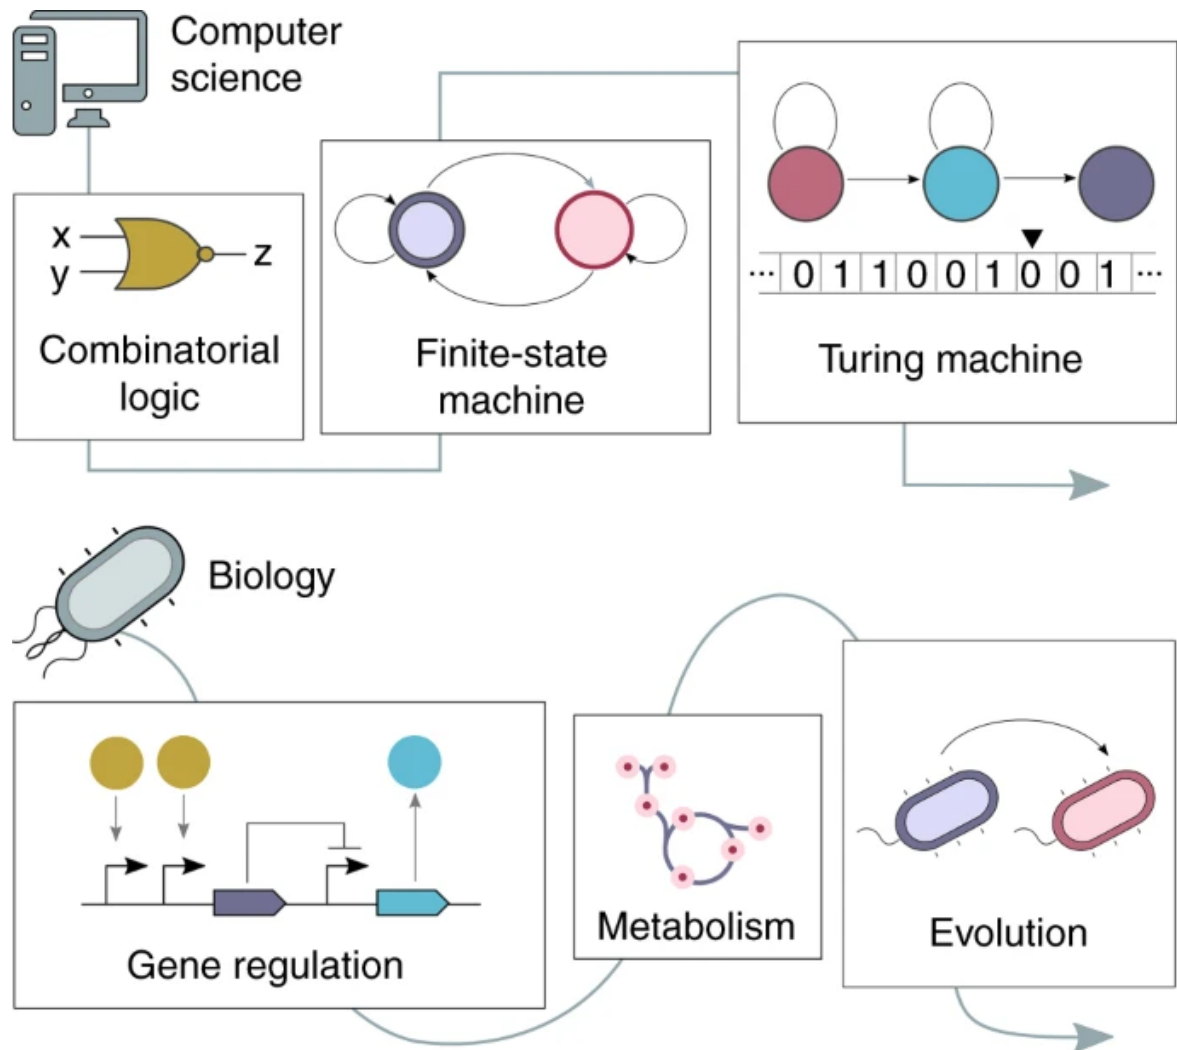 Computer
science
x
y
z
Combinatorial
logic
Finite-state
machine
... 0 1 1 0 0 1 0 0 1 ...
Turing machine
Biology
Gene regulation
Metabolism
Evolution